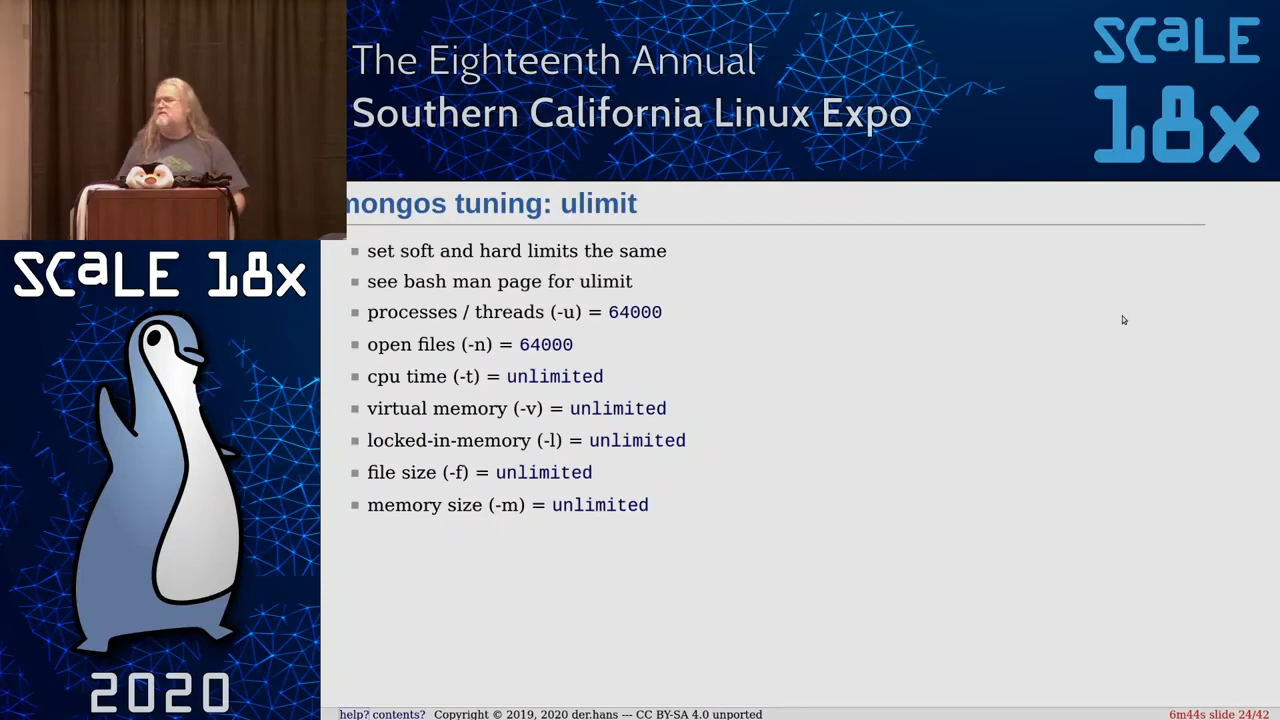 The Eighteenth Annual
Southern California Linux Expo
SCaLE
18x
mongos tuning: ulimit
set soft and hard limits the same
see bash man page for ulimit
processes / threads (-u) = 64000
open files (-n) = 64000
cpu time (-t) = unlimited
virtual memory (-v) = unlimited
locked-in-memory (-l) = unlimited
file size (-f) = unlimited
memory size (-m) = unlimited
SCaLE 18x
2020
help? contents? Copyright © 2019, 2020 der.hans --- CC BY-SA 4.0 unported
6m44s slide 24/42